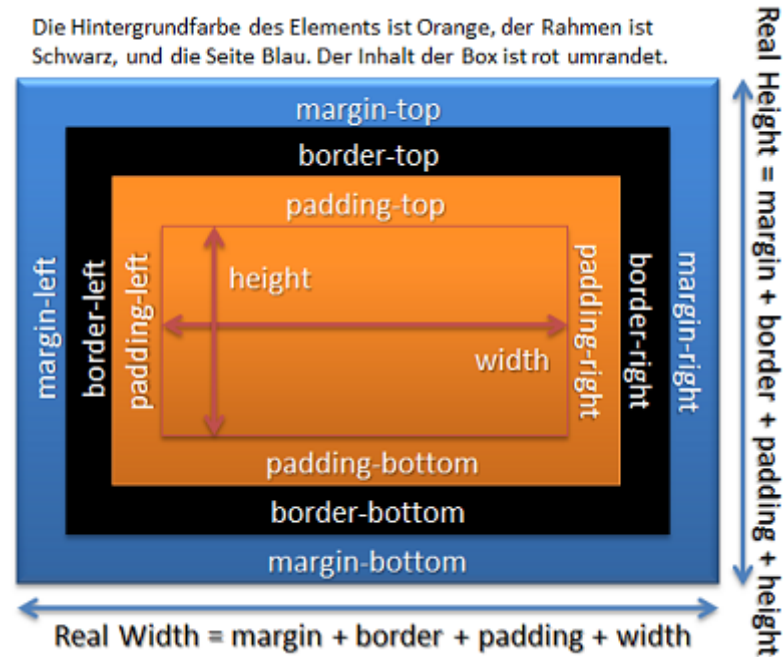 Die Hintergrundfarbe des Elements ist Orange, der Rahmen ist
Schwarz, und die Seite Blau. Der Inhalt der Box ist rot umrandet.
margin-top
border-top
padding-top
margin-left
border-left
padding-left
height
width
padding-right
border-right
margin-right
padding-bottom
border-bottom
margin-bottom
Real Width = margin + border + padding + width
Real Height = margin + border + padding + height